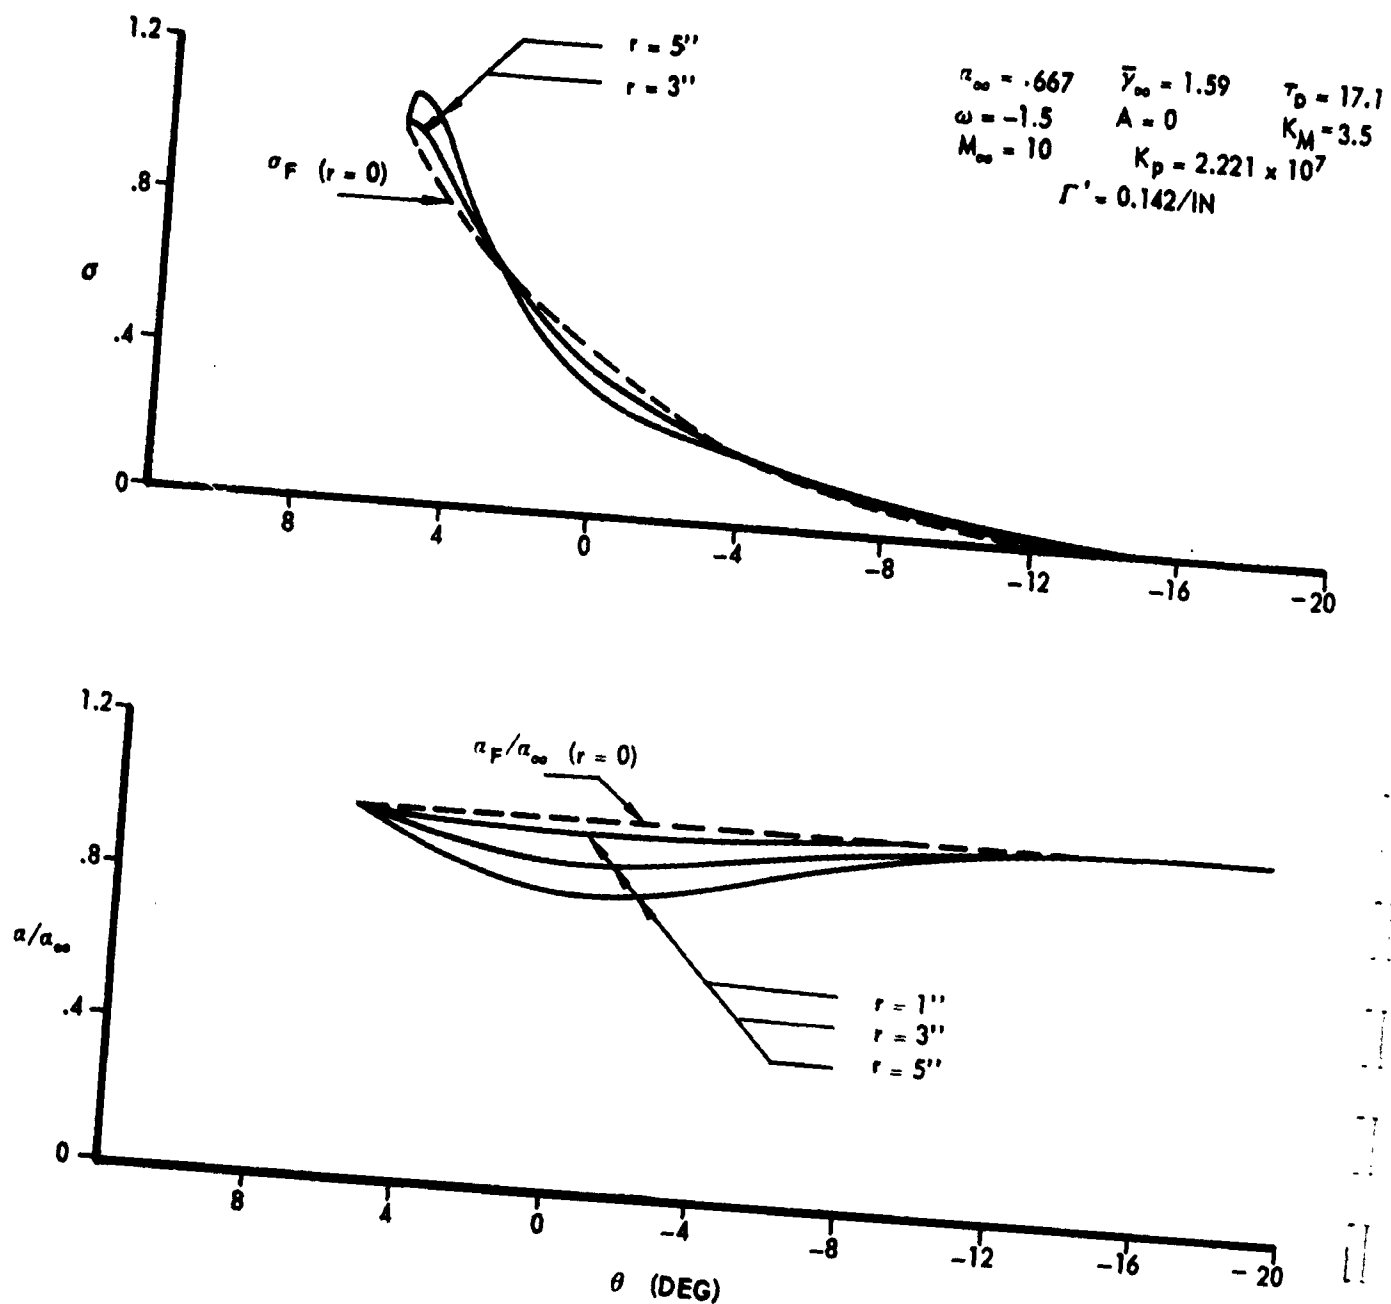 1.2
r = 5"
r = 3"
α∞ = .667 γ̅∞ = 1.59 τD = 17.1
ω = -1.5 A = 0 KM = 3.5
M∞ = 10 Kp = 2.221 x 10⁷
Γ' = 0.142/IN
σF (r = 0)
.8
σ
.4
0
8 4 0 -4 -8 -12 -16 -20
1.2
αF/α∞ (r = 0)
.8
α/α∞
r = 1"
.4
r = 3"
r = 5"
0
8 4 0 -4 -8 -12 -16 -20
θ (DEG)